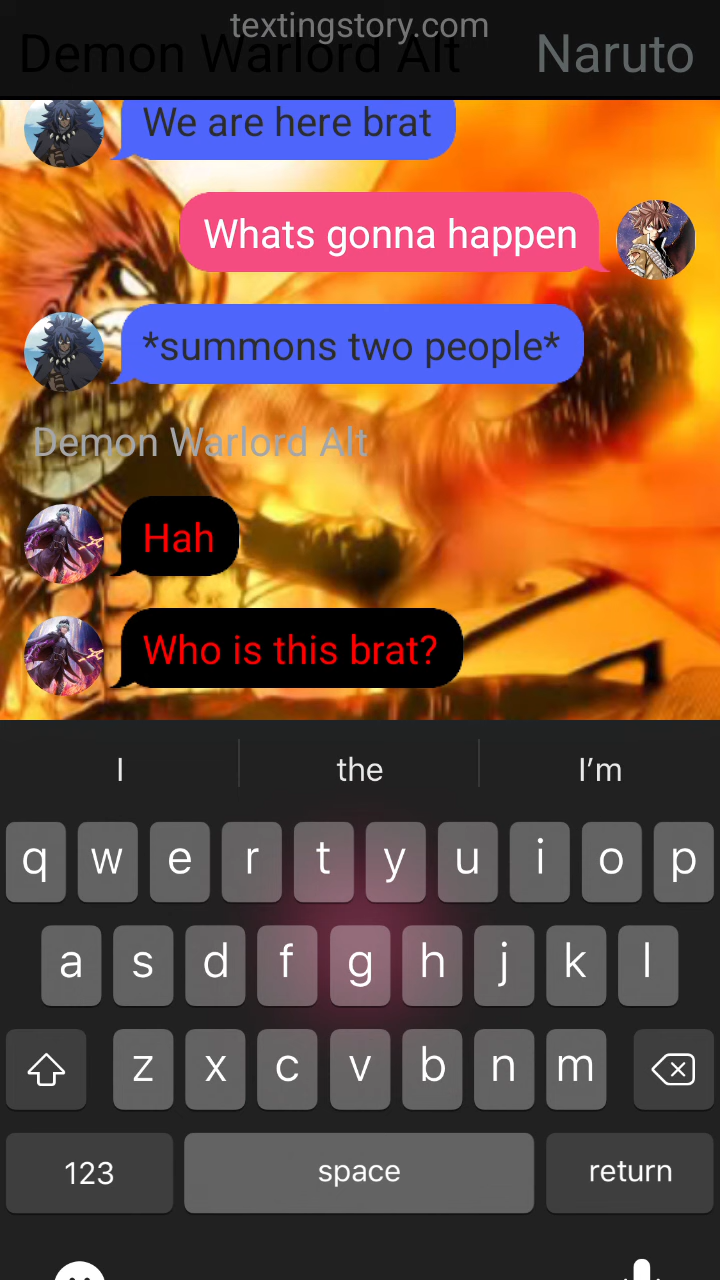 textingstory.com
Demon Warlord Alt
Naruto
We are here brat
Whats gonna happen
*summons two people*
Demon Warlord Alt
Hah
Who is this brat?
I the I’m
q w e r t y u i o p
a s d f g h j k l
z x c v b n m
123 space return